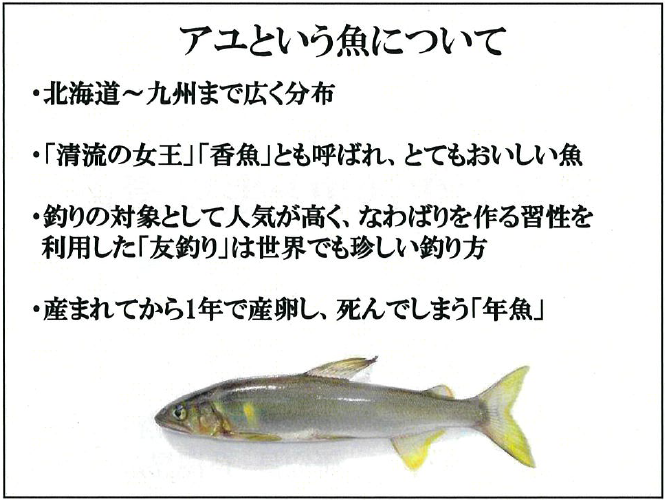 アユという魚について
・北海道～九州まで広く分布
・「清流の女王」「香魚」とも呼ばれ、とてもおいしい魚
・釣りの対象として人気が高く、なわばりを作る習性を
利用した「友釣り」は世界でも珍しい釣り方
・産まれてから1年で産卵し、死んでしまう「年魚」